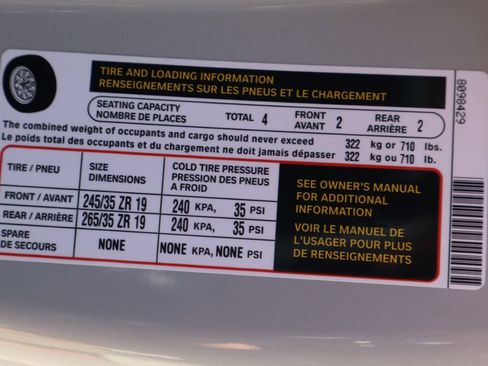 TIRE AND LOADING INFORMATION
RENSEIGNEMENTS SUR LES PNEUS ET LE CHARGEMENT
SEATING CAPACITY
NOMBRE DE PLACES
TOTAL 4
FRONT
AVANT 2
REAR
ARRIÈRE 2
The combined weight of occupants and cargo should never exceed 322 kg or 710 lbs.
Le poids total des occupants et du chargement ne doit jamais dépasser 322 kg ou 710 lb.
TIRE / PNEU
SIZE
DIMENSIONS
COLD TIRE PRESSURE
PRESSION DES PNEUS
A FROID
FRONT / AVANT 245/35 ZR 19 240 KPA, 35 PSI
REAR / ARRIÈRE 265/35 ZR 19 240 KPA, 35 PSI
SPARE
DE SECOURS NONE NONE KPA, NONE PSI
SEE OWNER'S MANUAL
FOR ADDITIONAL
INFORMATION
VOIR LE MANUEL DE
L'USAGER POUR PLUS
DE RENSEIGNEMENTS
8098429